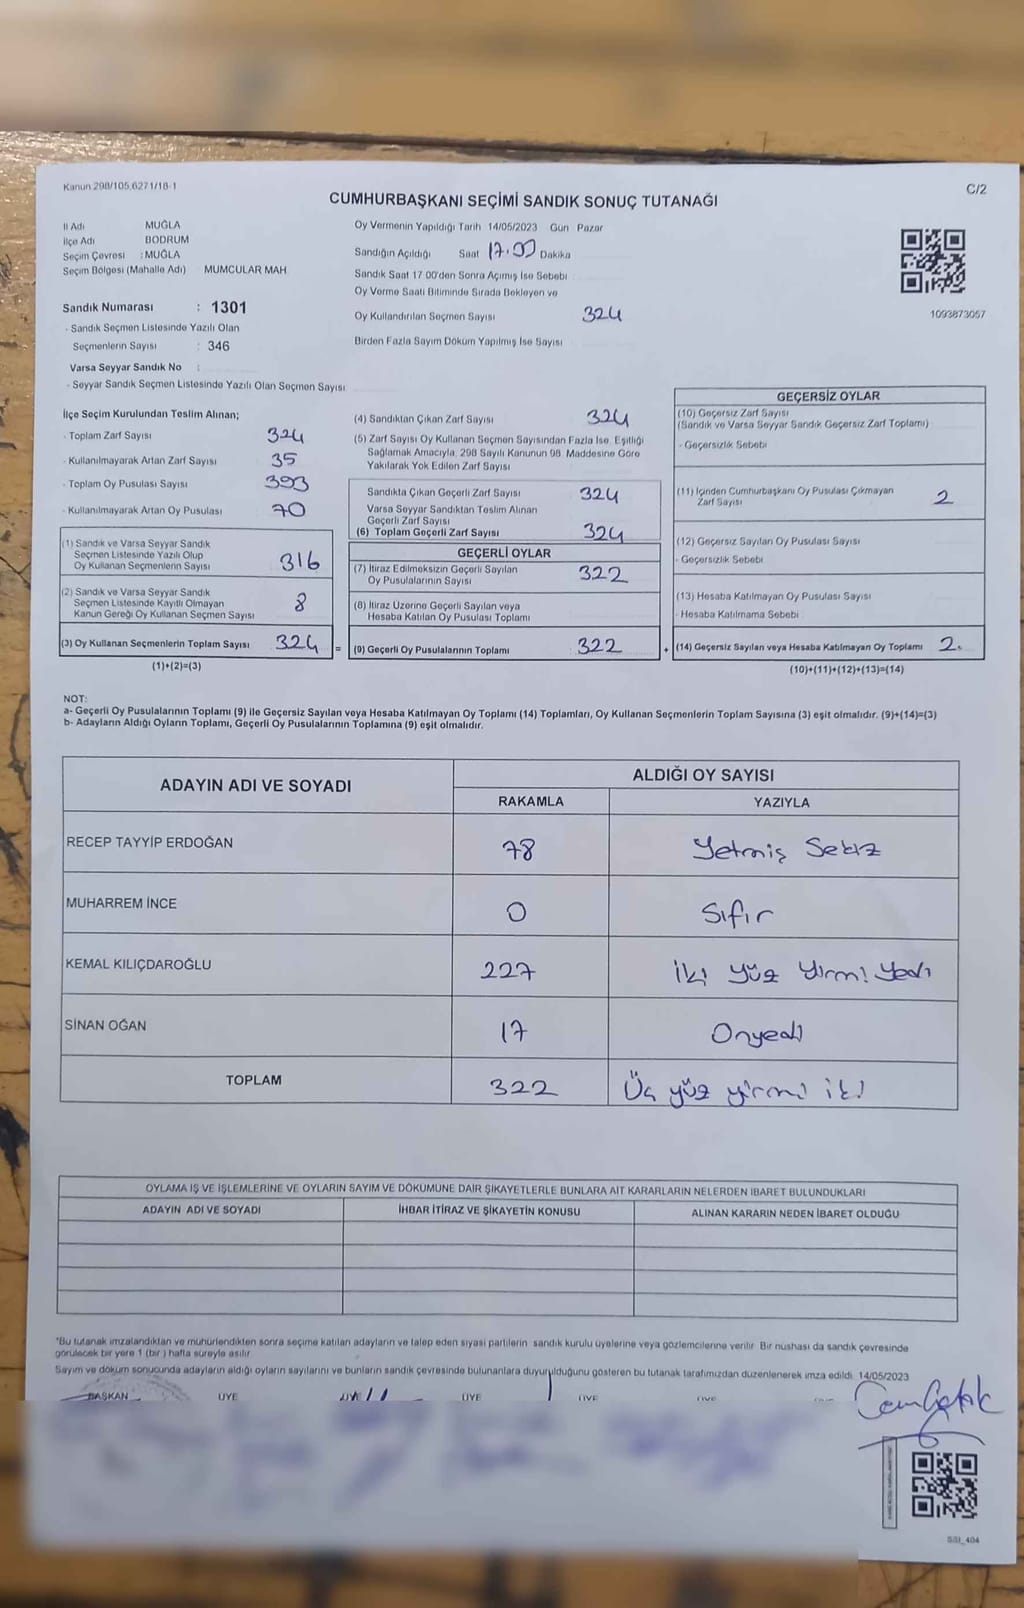 Kanun 298/105,6271/18-1
C/2
CUMHURBAŞKANI SEÇİMİ SANDIK SONUÇ TUTANAĞI
İl Adı MUĞLA
İlçe Adı BODRUM
Seçim Çevresi : MUĞLA
Seçim Bölgesi (Mahalle Adı) MUMCULAR MAH
Sandık Numarası : 1301
- Sandık Seçmen Listesinde Yazılı Olan
Seçmenlerin Sayısı : 346
Varsa Seyyar Sandık No :
- Seyyar Sandık Seçmen Listesinde Yazılı Olan Seçmen Sayısı
Oy Vermenin Yapıldığı Tarih 14/05/2023 Gün Pazar
Sandığın Açıldığı Saat 17.00 Dakika
Sandık Saat 17 00'den Sonra Açımış İse Sebebi
Oy Verme Saati Bitiminde Sırada Bekleyen ve
Oy Kullandırılan Seçmen Sayısı 324
Birden Fazla Sayım Döküm Yapılmış İse Sayısı
1093873057
İlçe Seçim Kurulundan Teslim Alınan;
- Toplam Zarf Sayısı 324
- Kullanılmayarak Artan Zarf Sayısı 35
- Toplam Oy Pusulası Sayısı 393
- Kullanılmayarak Artan Oy Pusulası 70
(1) Sandık ve Varsa Seyyar Sandık
Seçmen Listesinde Yazılı Olup
Oy Kullanan Seçmenlerin Sayısı 316
(2) Sandık ve Varsa Seyyar Sandık
Seçmen Listesinde Kayıtlı Olmayan
Kanun Gereği Oy Kullanan Seçmen Sayısı 8
(3) Oy Kullanan Seçmenlerin Toplam Sayısı 324 =
(1)+(2)=(3)
(4) Sandıktan Çıkan Zarf Sayısı 324
(5) Zarf Sayısı Oy Kullanan Seçmen Sayısından Fazla İse, Eşitliği
Sağlamak Amacıyla, 298 Sayılı Kanunun 98. Maddesine Göre
Yakılarak Yok Edilen Zarf Sayısı
Sandıkta Çıkan Geçerli Zarf Sayısı 324
Varsa Seyyar Sandıktan Teslim Alınan
Geçerli Zarf Sayısı
(6) Toplam Geçerli Zarf Sayısı 324
GEÇERLİ OYLAR
(7) İtiraz Edilmeksizin Geçerli Sayılan
Oy Pusulalarının Sayısı 322
(8) İtiraz Üzerine Geçerli Sayılan veya
Hesaba Katılan Oy Pusulası Toplamı
(9) Geçerli Oy Pusulalarının Toplamı 322 +
GEÇERSİZ OYLAR
(10) Geçersiz Zarf Sayısı
(Sandık ve Varsa Seyyar Sandık Geçersiz Zarf Toplamı)
- Geçersizlik Sebebi
(11) İçinden Cumhurbaşkanı Oy Pusulası Çıkmayan
Zarf Sayısı 2
(12) Geçersiz Sayılan Oy Pusulası Sayısı
- Geçersizlik Sebebi
(13) Hesaba Katılmayan Oy Pusulası Sayısı
- Hesaba Katılmama Sebebi
(14) Geçersiz Sayılan veya Hesaba Katılmayan Oy Toplamı 2.
(10)+(11)+(12)+(13)=(14)
NOT:
a- Geçerli Oy Pusulalarının Toplamı (9) ile Geçersiz Sayılan veya Hesaba Katılmayan Oy Toplamı (14) Toplamları, Oy Kullanan Seçmenlerin Toplam Sayısına (3) eşit olmalıdır. (9)+(14)=(3)
b- Adayların Aldığı Oyların Toplamı, Geçerli Oy Pusulalarının Toplamına (9) eşit olmalıdır.
ADAYIN ADI VE SOYADI ALDIĞI OY SAYISI
RAKAMLA YAZIYLA
RECEP TAYYİP ERDOĞAN 78 Yetmiş Sekiz
MUHARREM İNCE 0 Sıfır
KEMAL KILIÇDAROĞLU 227 İki yüz yirmi yedi
SİNAN OĞAN 17 Onyedi
TOPLAM 322 Üç yüz yirmi iki
OYLAMA İŞ VE İŞLEMLERİNE VE OYLARIN SAYIM VE DÖKÜMÜNE DAİR ŞİKAYETLERLE BUNLARA AİT KARARLARIN NELERDEN İBARET BULUNDUKLARI
ADAYIN ADI VE SOYADI İHBAR İTİRAZ VE ŞİKAYETİN KONUSU ALINAN KARARIN NEDEN İBARET OLDUĞU
*Bu tutanak imzalandıktan ve mühürlendikten sonra seçime katılan adayların ve talep eden siyasi partilerin sandık kurulu üyelerine veya gözlemcilerine verilir. Bir nüshası da sandık çevresinde
görülecek bir yere 1 (bir ) hafta süreyle asılır.
Sayım ve döküm sonucunda adayların aldığı oyların sayılarını ve bunların sandık çevresinde bulunanlara duyurulduğunu gösteren bu tutanak tarafımızdan düzenlenerek imza edildi. 14/05/2023
BAŞKAN ÜYE ÜYE ÜYE ÜYE ÜYE